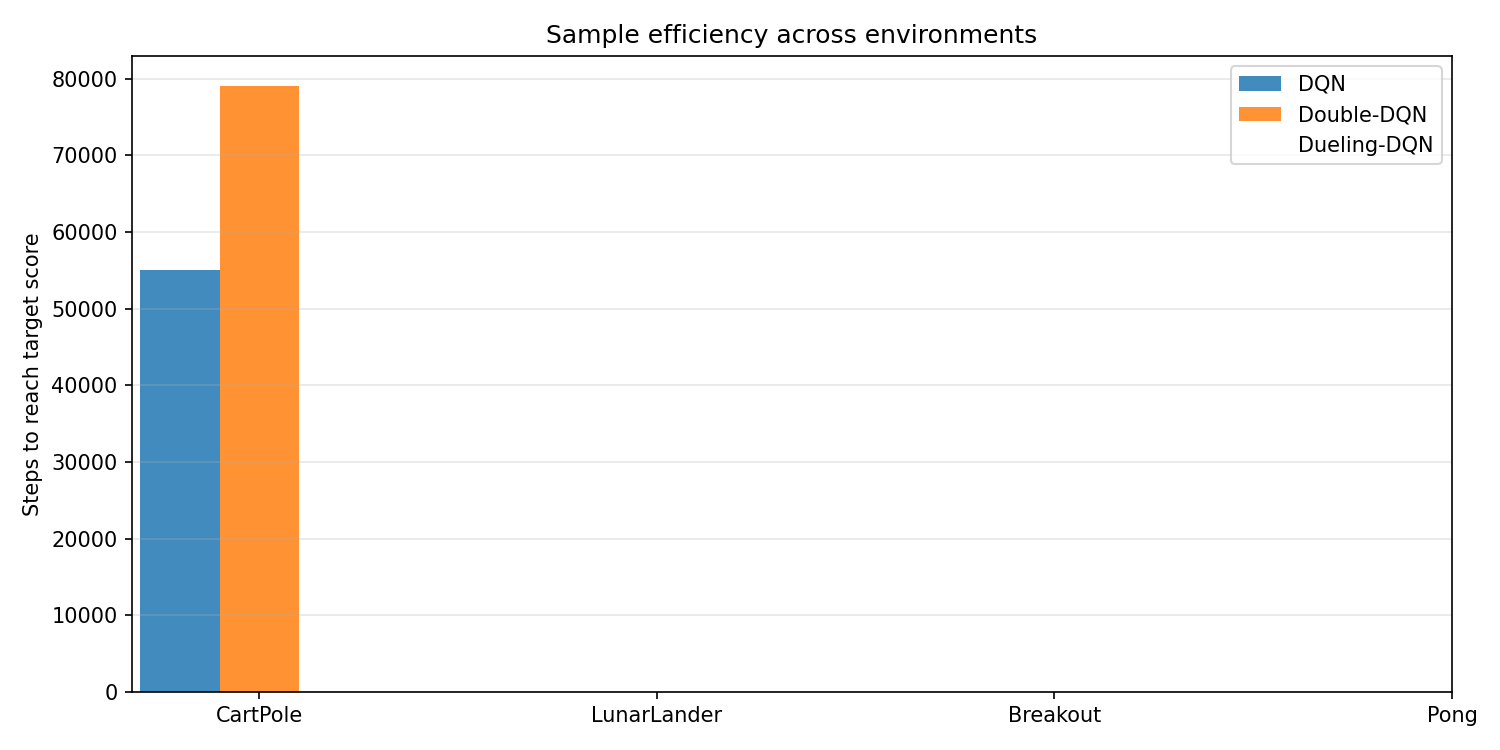 Sample efficiency across environments
DQN
Double-DQN
Dueling-DQN
Steps to reach target score
80000
70000
60000
50000
40000
30000
20000
10000
0
CartPole
LunarLander
Breakout
Pong